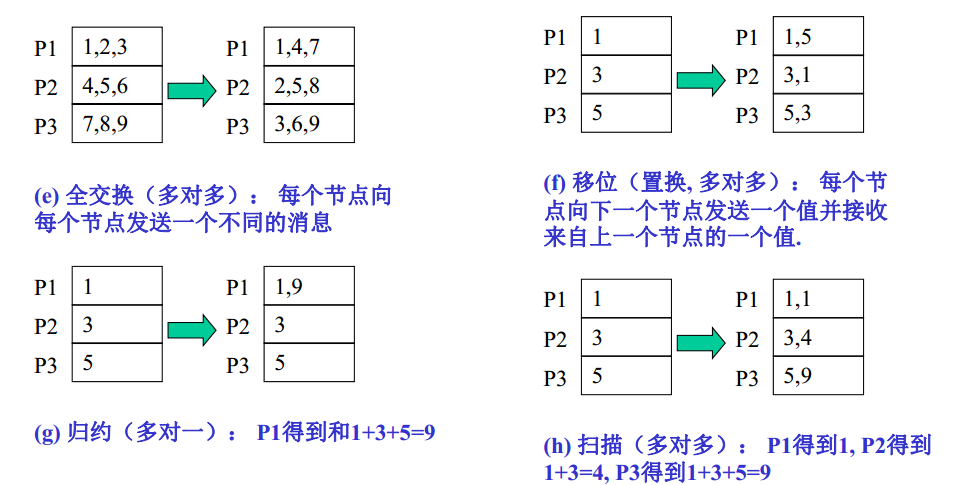 P1 1,2,3 P1 1,4,7
P2 4,5,6 P2 2,5,8
P3 7,8,9 P3 3,6,9
(e) 全交换（多对多）： 每个节点向
每个节点发送一个不同的消息
P1 1 P1 1,5
P2 3 P2 3,1
P3 5 P3 5,3
(f) 移位（置换, 多对多）： 每个节
点向下一个节点发送一个值并接收
来自上一个节点的一个值.
P1 1 P1 1,9
P2 3 P2 3
P3 5 P3 5
(g) 归约（多对一）： P1得到和1+3+5=9
P1 1 P1 1,1
P2 3 P2 3,4
P3 5 P3 5,9
(h) 扫描（多对多）： P1得到1, P2得到
1+3=4, P3得到1+3+5=9